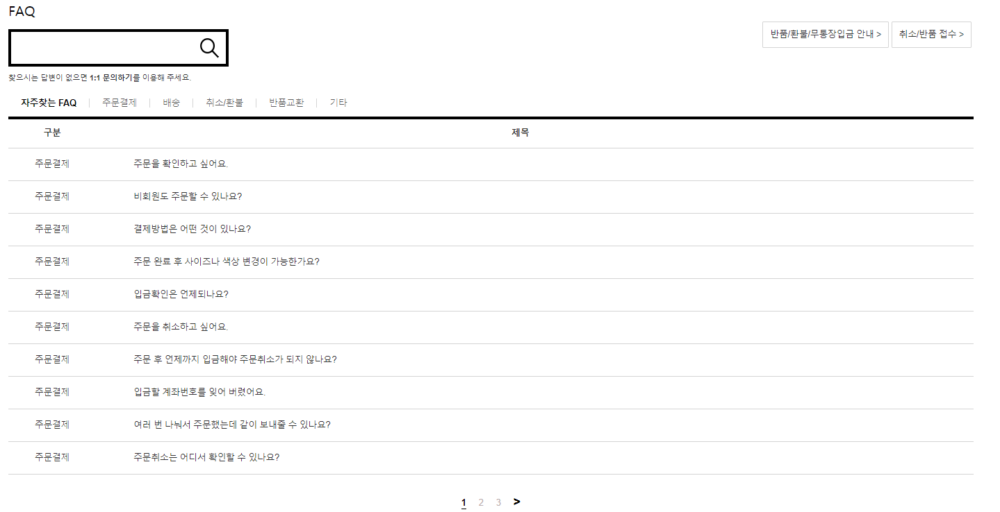 FAQ
반품/환불/무통장입금 안내 >
취소/반품 접수 >
찾으시는 답변이 없으면 1:1 문의하기를 이용해 주세요.
자주찾는 FAQ 주문결제 배송 취소/환불 반품교환 기타
구분 제목
주문결제 주문을 확인하고 싶어요.
주문결제 비회원도 주문할 수 있나요?
주문결제 결제방법은 어떤 것이 있나요?
주문결제 주문 완료 후 사이즈나 색상 변경이 가능한가요?
주문결제 입금확인은 언제되나요?
주문결제 주문을 취소하고 싶어요.
주문결제 주문 후 언제까지 입금해야 주문취소가 되지 않나요?
주문결제 입금할 계좌번호를 잊어 버렸어요.
주문결제 여러 번 나눠서 주문했는데 같이 보내줄 수 있나요?
주문결제 주문취소는 어디서 확인할 수 있나요?
1 2 3 >